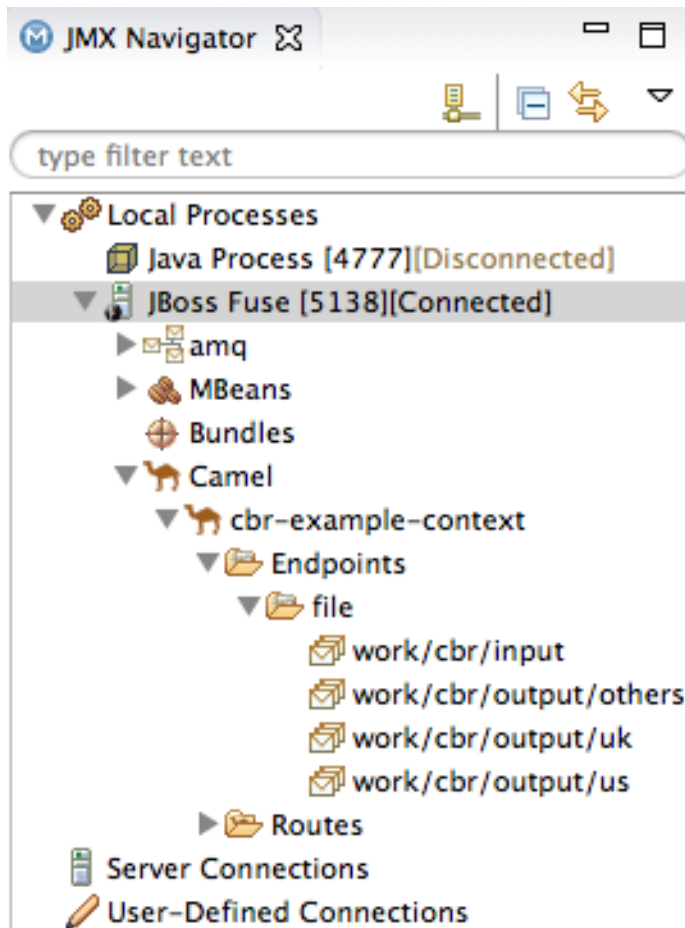 JMX Navigator
type filter text
Local Processes
Java Process [4777][Disconnected]
JBoss Fuse [5138][Connected]
amq
MBeans
Bundles
Camel
cbr-example-context
Endpoints
file
work/cbr/input
work/cbr/output/others
work/cbr/output/uk
work/cbr/output/us
Routes
Server Connections
User-Defined Connections